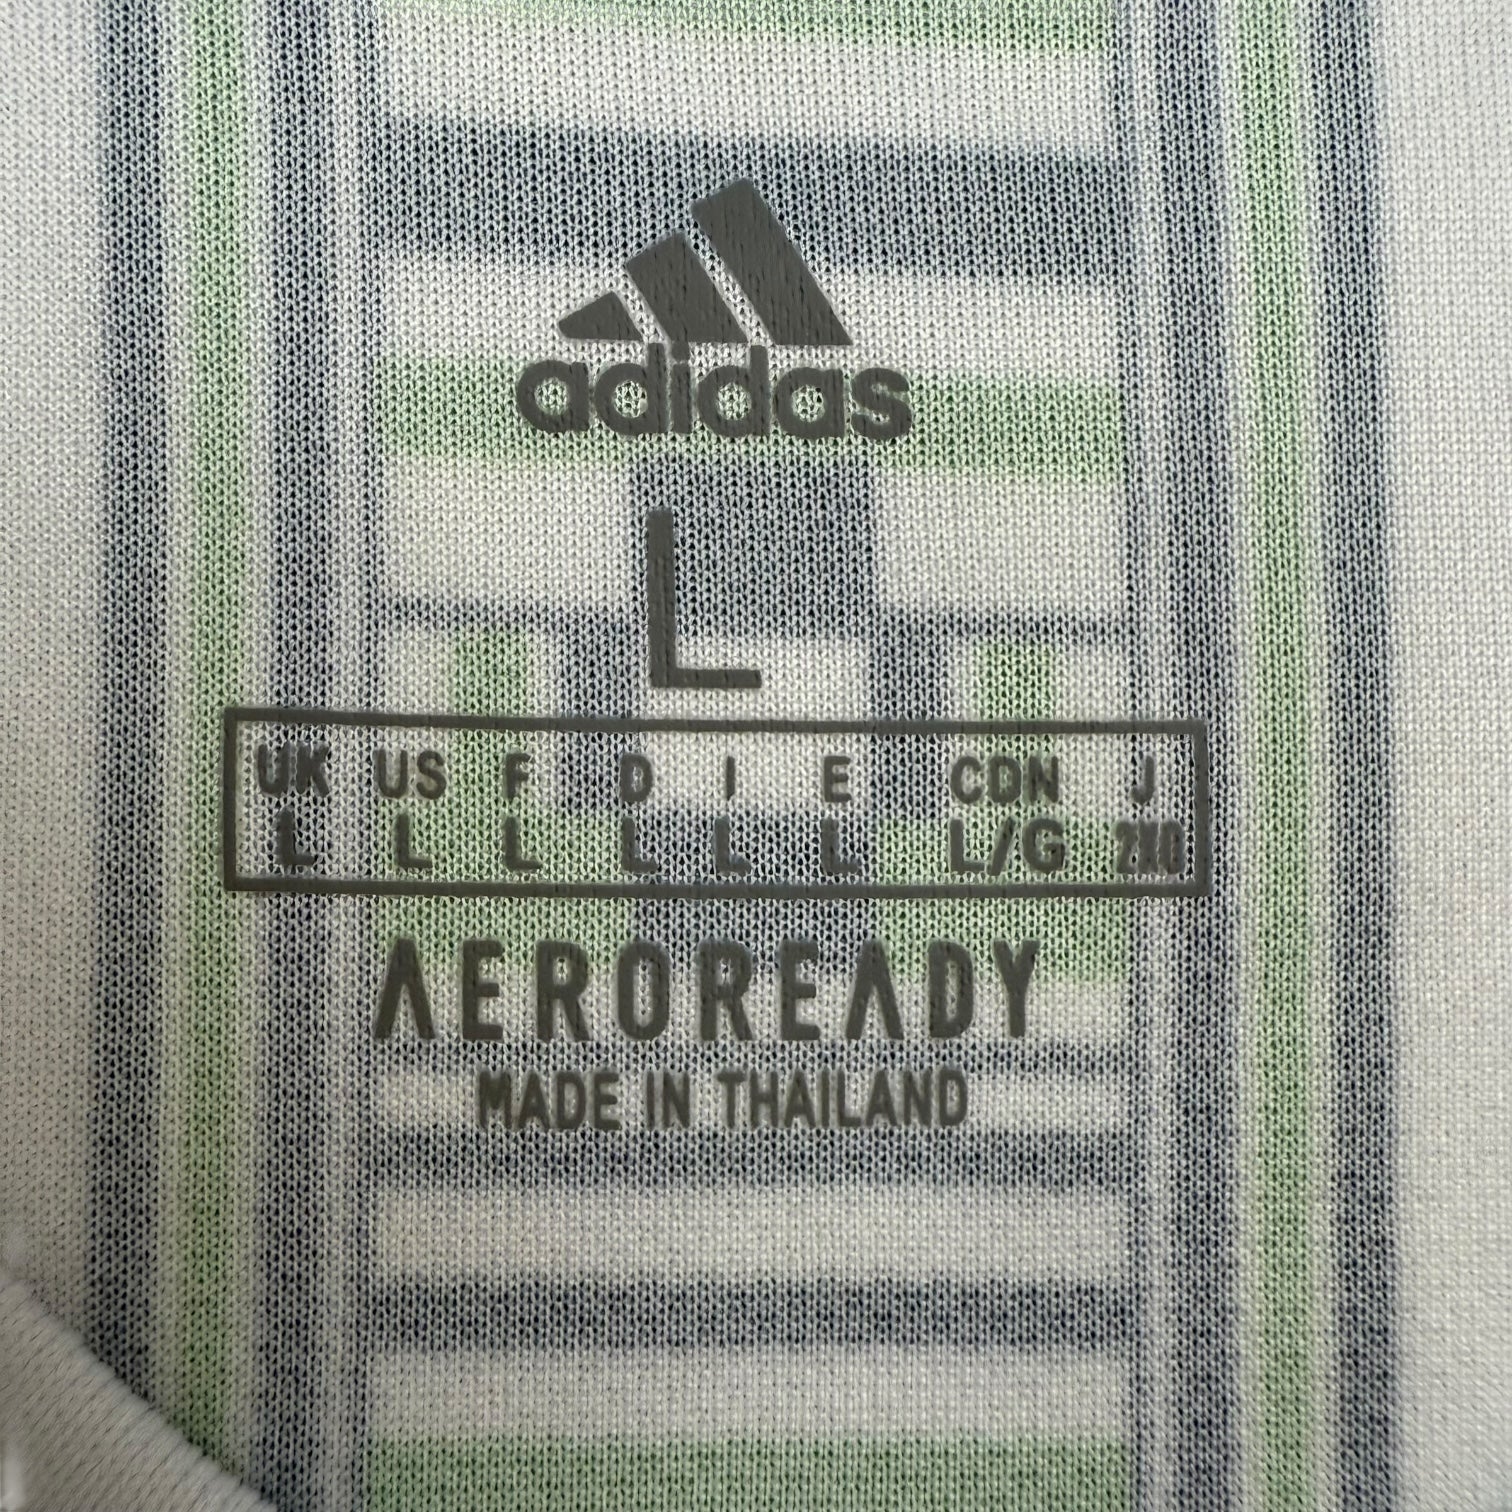 adidas
L
UK US F D I E CDN J
L L L L L L L/G 2XO
AEROREADY
MADE IN THAILAND